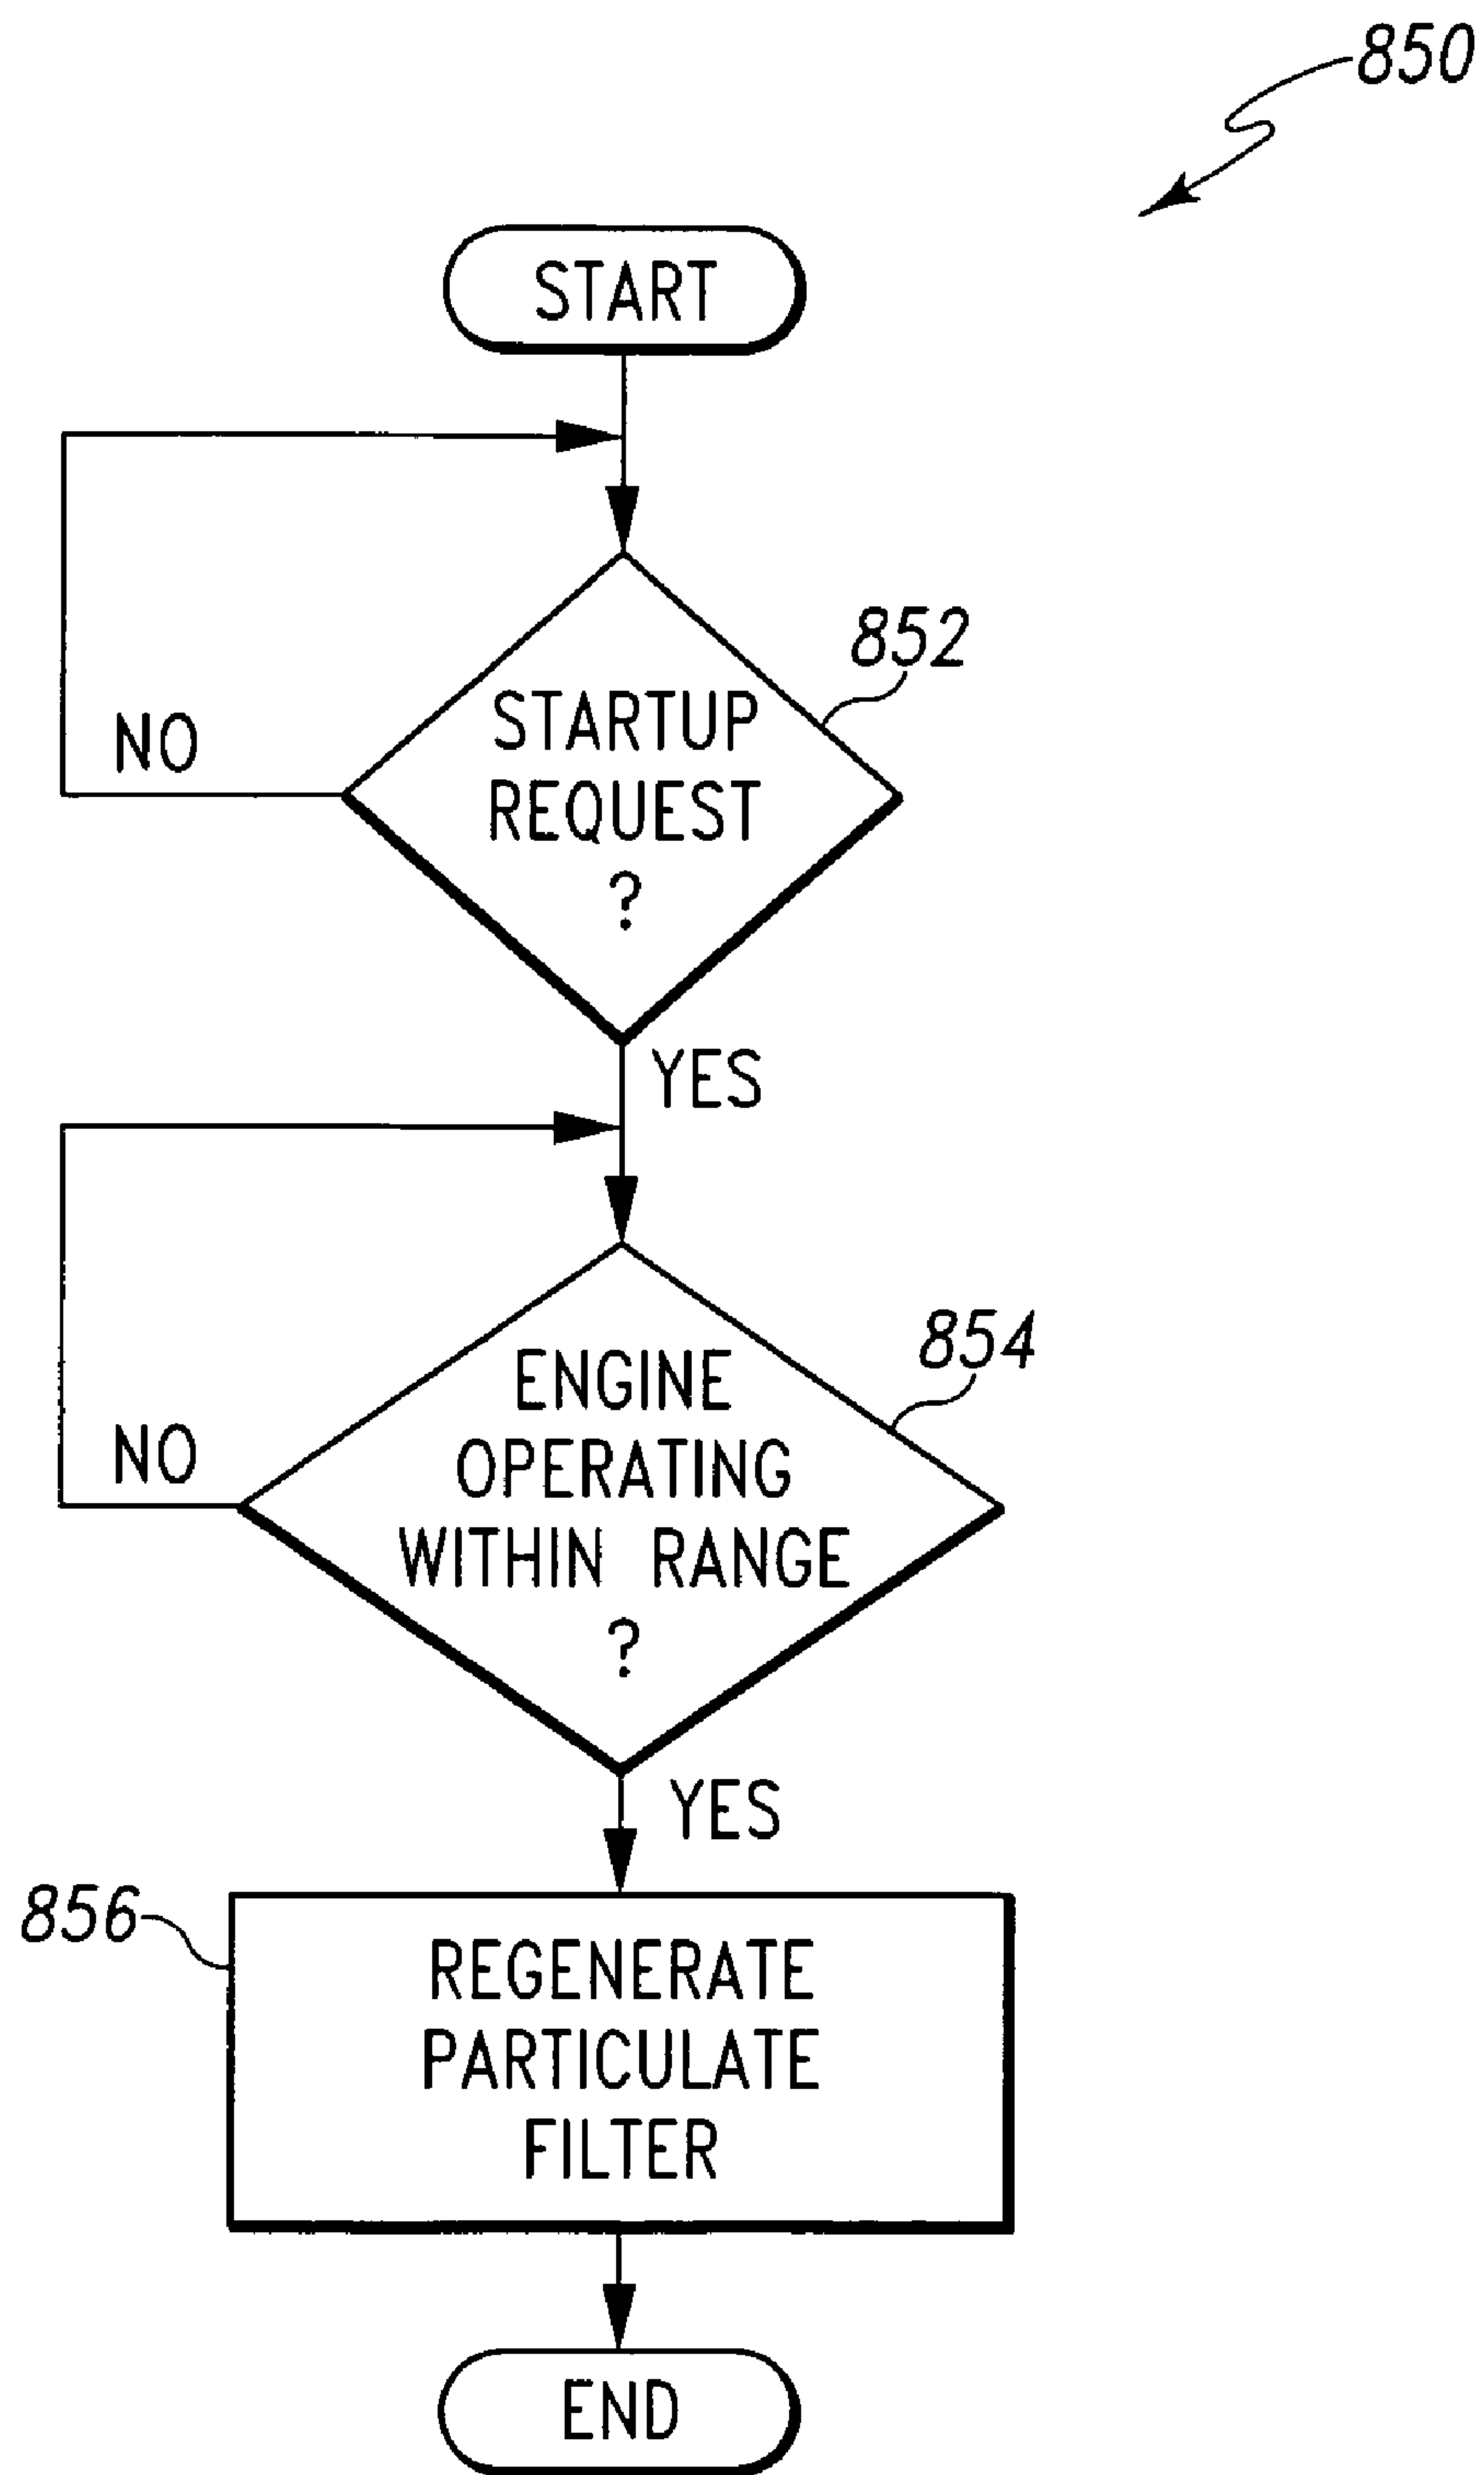 850
START
852
STARTUP
REQUEST
?
NO
YES
854
ENGINE
OPERATING
WITHIN RANGE
?
NO
YES
856
REGENERATE
PARTICULATE
FILTER
END